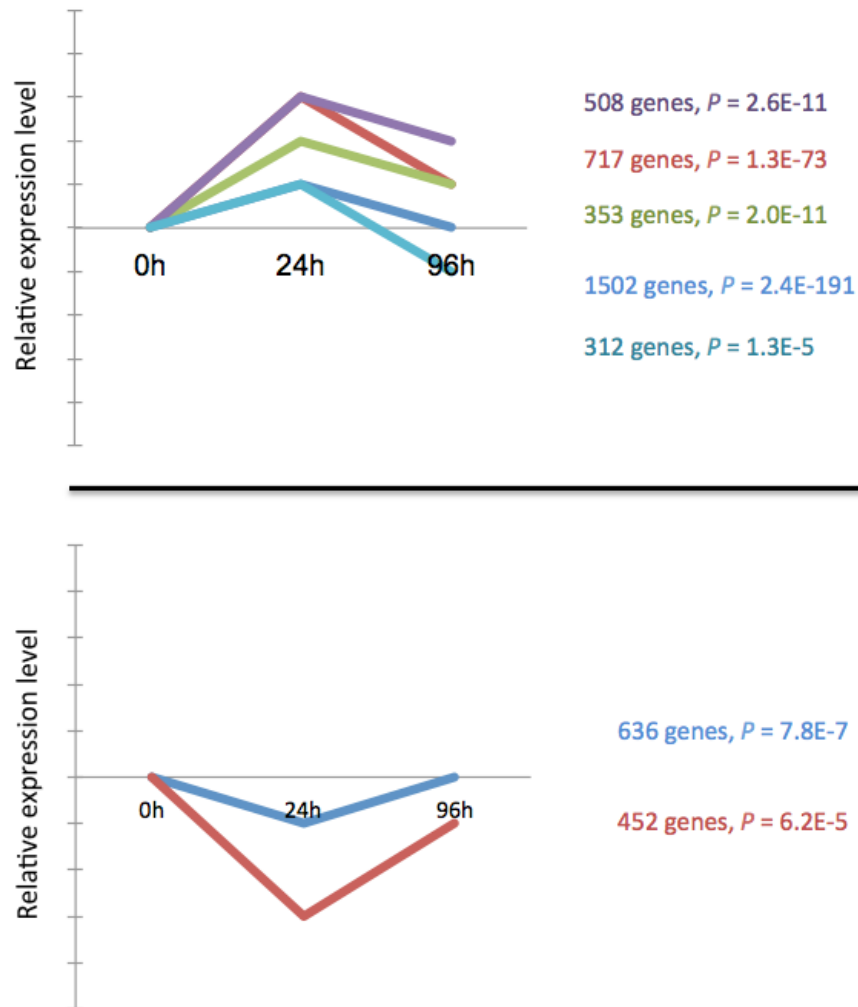 Relative expression level
508 genes, P = 2.6E-11
717 genes, P = 1.3E-73
353 genes, P = 2.0E-11
0h 24h 96h
1502 genes, P = 2.4E-191
312 genes, P = 1.3E-5
Relative expression level
636 genes, P = 7.8E-7
0h 24h 96h
452 genes, P = 6.2E-5